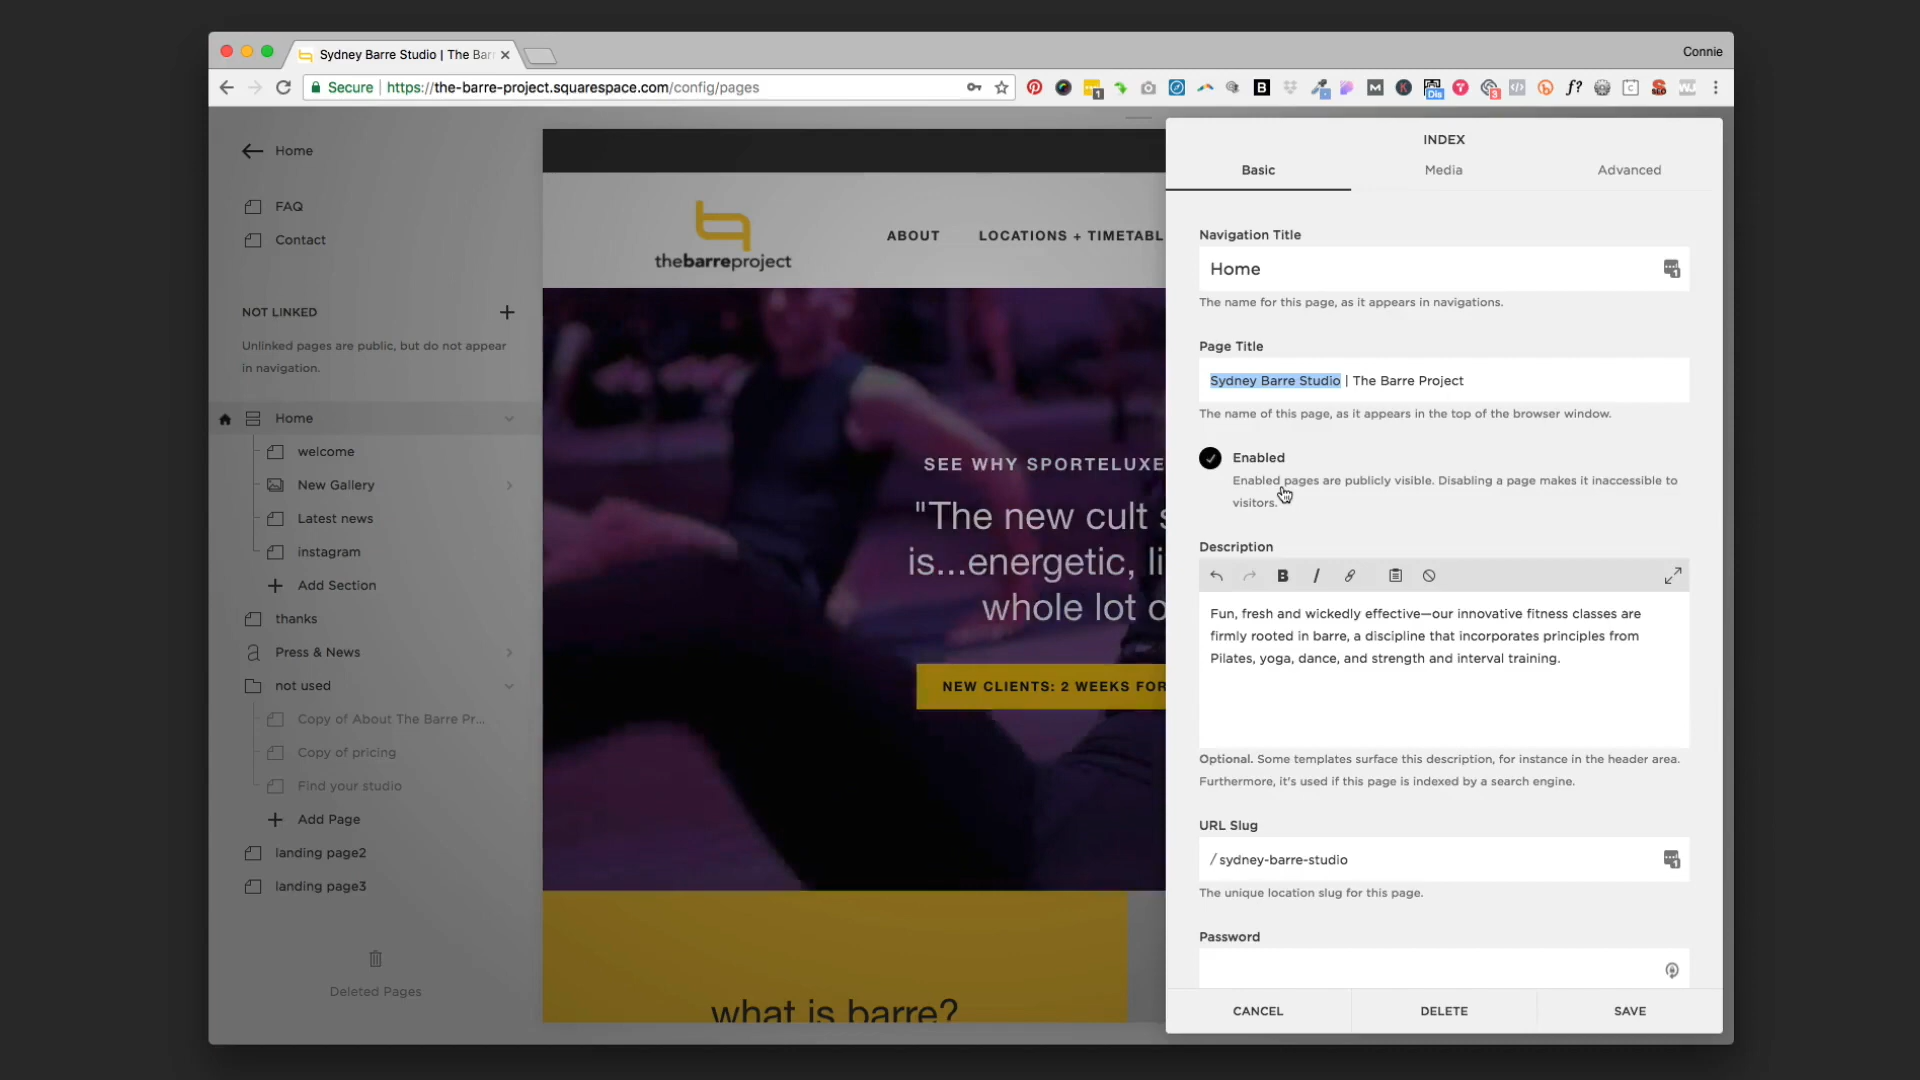 Sydney Barre Studio | The Bar
Connie
Secure | https://the-barre-project.squarespace.com/config/pages
Home
FAQ
Contact
NOT LINKED
Unlinked pages are public, but do not appear
in navigation.
Home
welcome
New Gallery
Latest news
instagram
Add Section
thanks
Press & News
not used
Copy of About The Barre Pr...
Copy of pricing
Find your studio
Add Page
landing page2
landing page3
Deleted Pages
thebarreproject
ABOUT
LOCATIONS + TIMETABL
SEE WHY SPORTELUXE
"The new cult s
is...energetic, li
whole lot o
NEW CLIENTS: 2 WEEKS FOR
what is barre?
INDEX
Basic
Media
Advanced
Navigation Title
Home
The name for this page, as it appears in navigations.
Page Title
Sydney Barre Studio | The Barre Project
The name of this page, as it appears in the top of the browser window.
Enabled
Enabled pages are publicly visible. Disabling a page makes it inaccessible to
visitors.
Description
Fun, fresh and wickedly effective—our innovative fitness classes are
firmly rooted in barre, a discipline that incorporates principles from
Pilates, yoga, dance, and strength and interval training.
Optional. Some templates surface this description, for instance in the header area.
Furthermore, it's used if this page is indexed by a search engine.
URL Slug
/ sydney-barre-studio
The unique location slug for this page.
Password
CANCEL
DELETE
SAVE